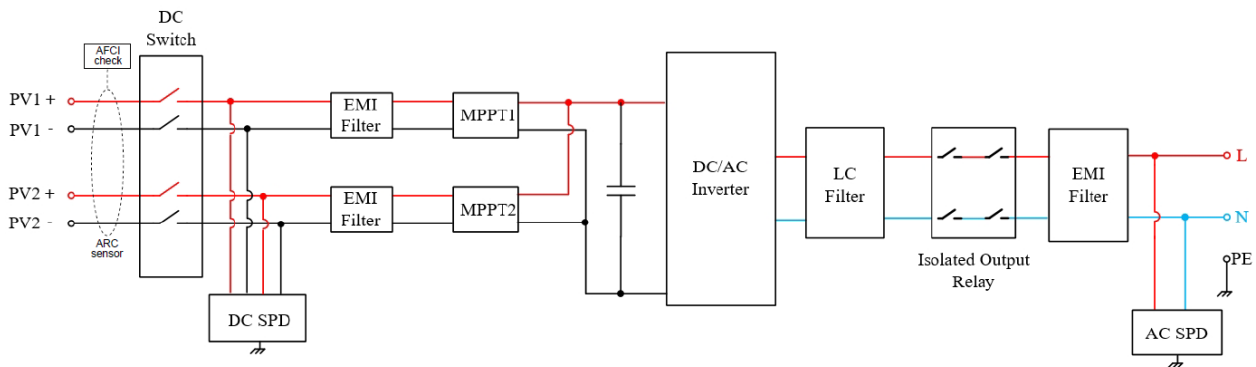 DC
Switch
AFCI
check
PV1 +
PV1 -
PV2 +
PV2 -
ARC
sensor
DC SPD
EMI
Filter
EMI
Filter
MPPT1
MPPT2
DC/AC
Inverter
LC
Filter
Isolated Output
Relay
EMI
Filter
L
N
PE
AC SPD